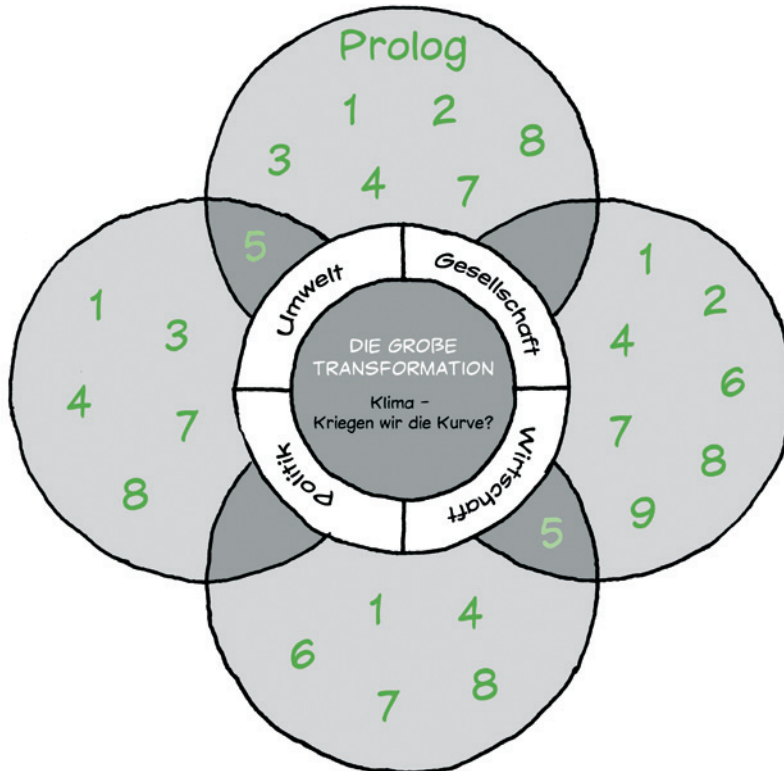 Prolog
1 2
3 4 7 8
5
1 3
4 7
8
1 2
4 6
7 8
9
Umwelt
Gesellschaft
DIE GROßE
TRANSFORMATION
Klima –
Kriegen wir die Kurve?
Politik
Wirtschaft
5
1 4
6 8
7